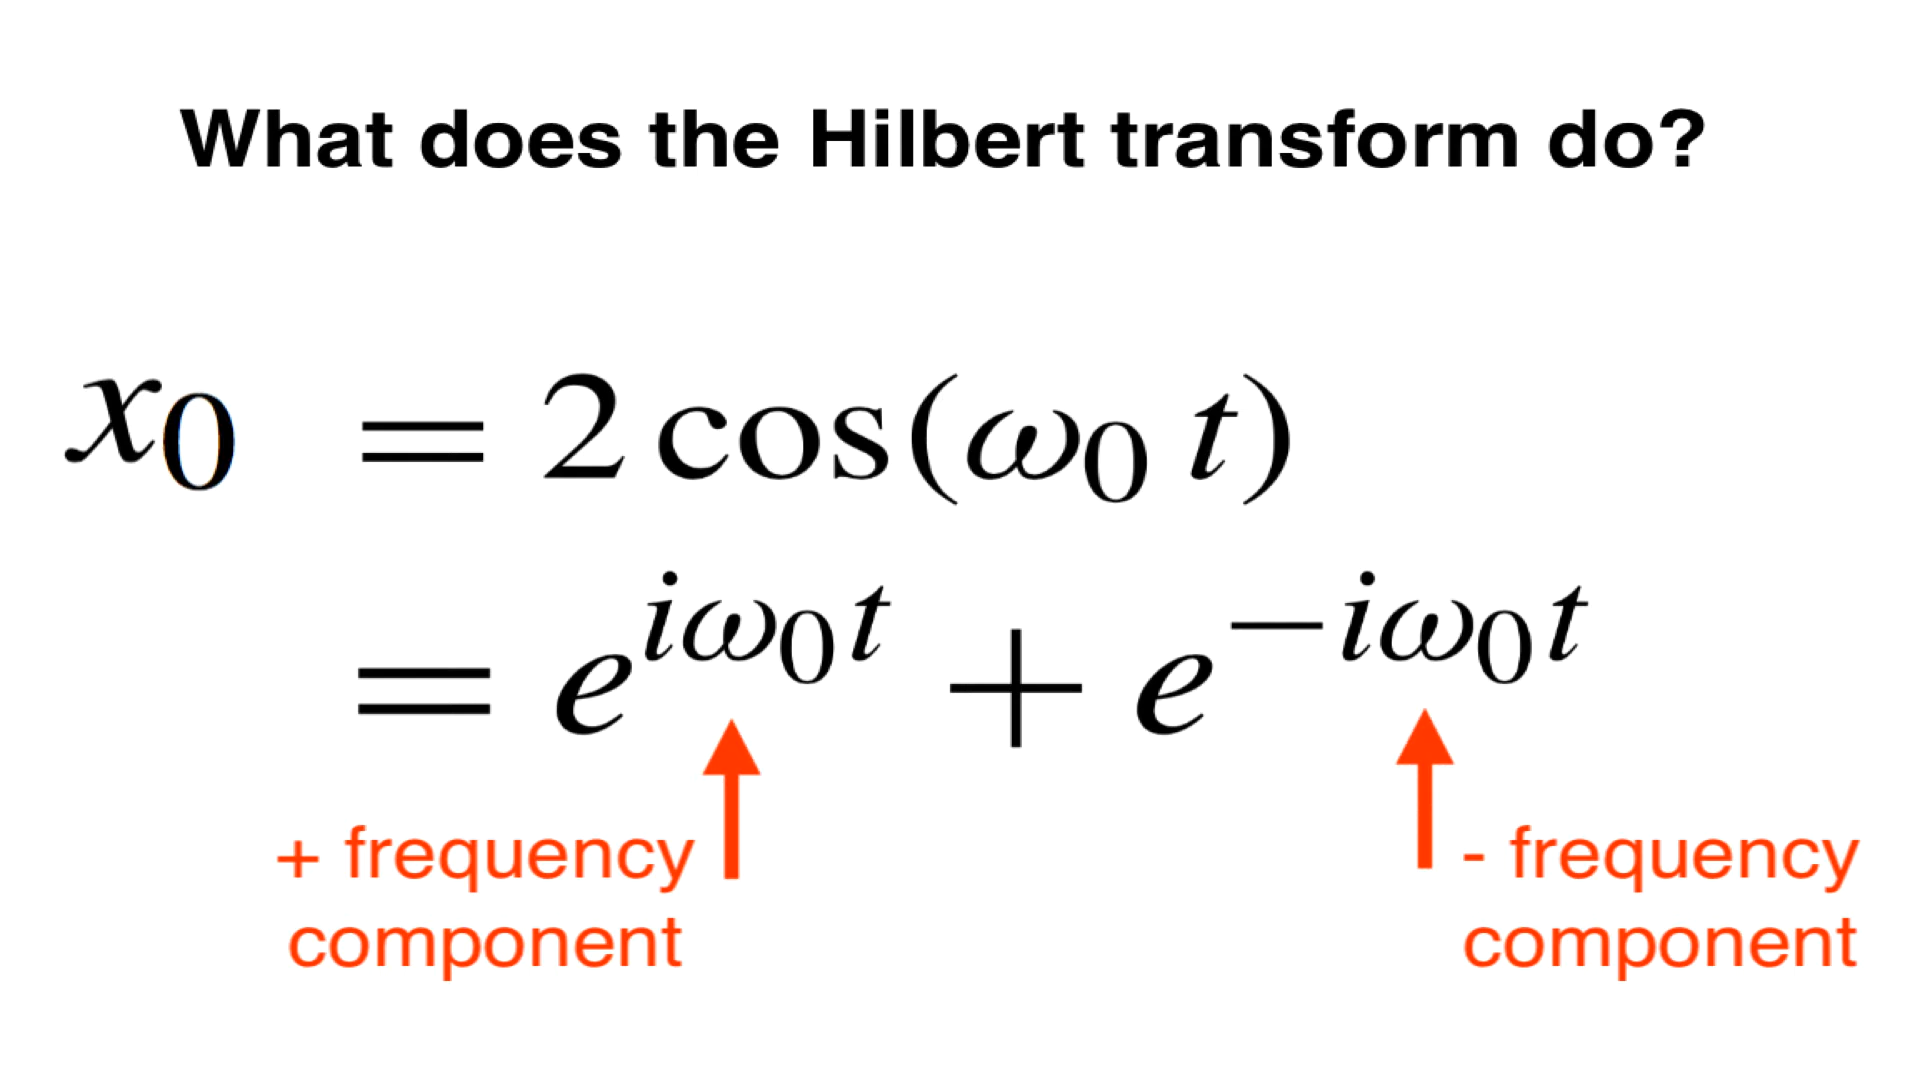 What does the Hilbert transform do?
x₀ = 2 cos(ω₀ t)
= e^{iω₀t} + e^{−iω₀t}
+ frequency component
- frequency component